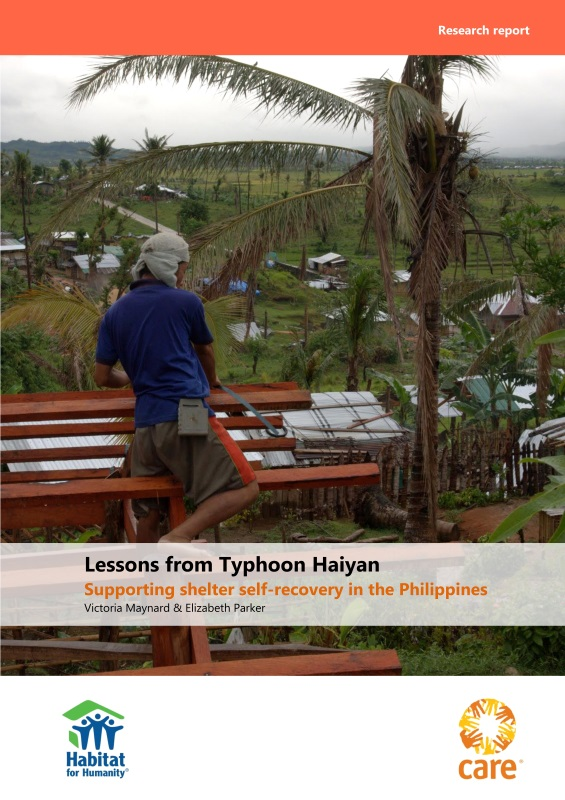 Research report
Lessons from Typhoon Haiyan
Supporting shelter self-recovery in the Philippines
Victoria Maynard & Elizabeth Parker
Habitat
for Humanity®
care®